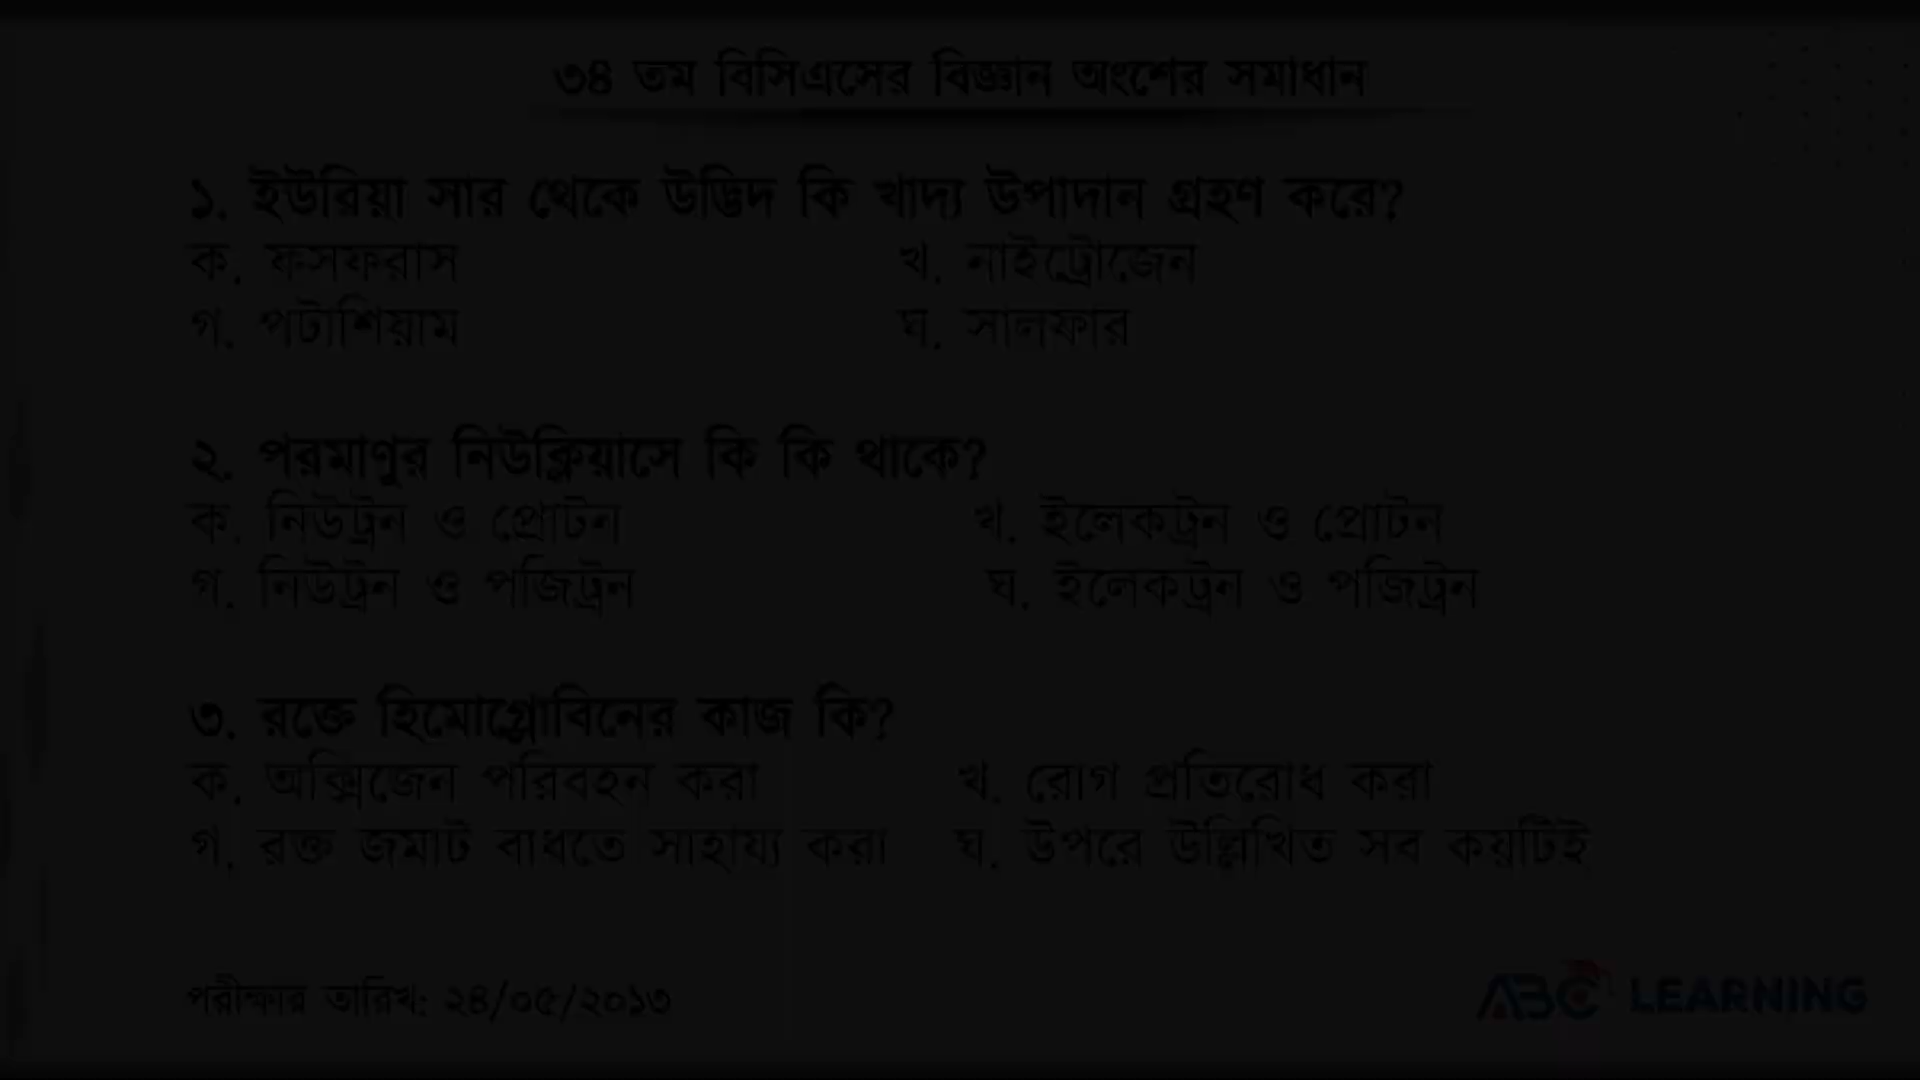 ৩৪ তম বিসিএসের বিজ্ঞান অংশের সমাধান
১. ইউরিয়া সার থেকে উদ্ভিদ কি খাদ্য উপাদান গ্রহণ করে?
ক. ফসফরাস খ. নাইট্রোজেন
গ. পটাশিয়াম ঘ. সালফার
২. পরমাণুর নিউক্লিয়াসে কি কি থাকে?
ক. নিউট্রন ও প্রোটন খ. ইলেকট্রন ও প্রোটন
গ. নিউট্রন ও পজিট্রন ঘ. ইলেকট্রন ও পজিট্রন
৩. রক্তে হিমোগ্লোবিনের কাজ কি?
ক. অক্সিজেন পরিবহন করা খ. রোগ প্রতিরোধ করা
গ. রক্ত জমাট বাধতে সাহায্য করা ঘ. উপরে উল্লিখিত সব কয়টিই
পরীক্ষার তারিখ: ২৪/০৫/২০১৩
ABC LEARNING